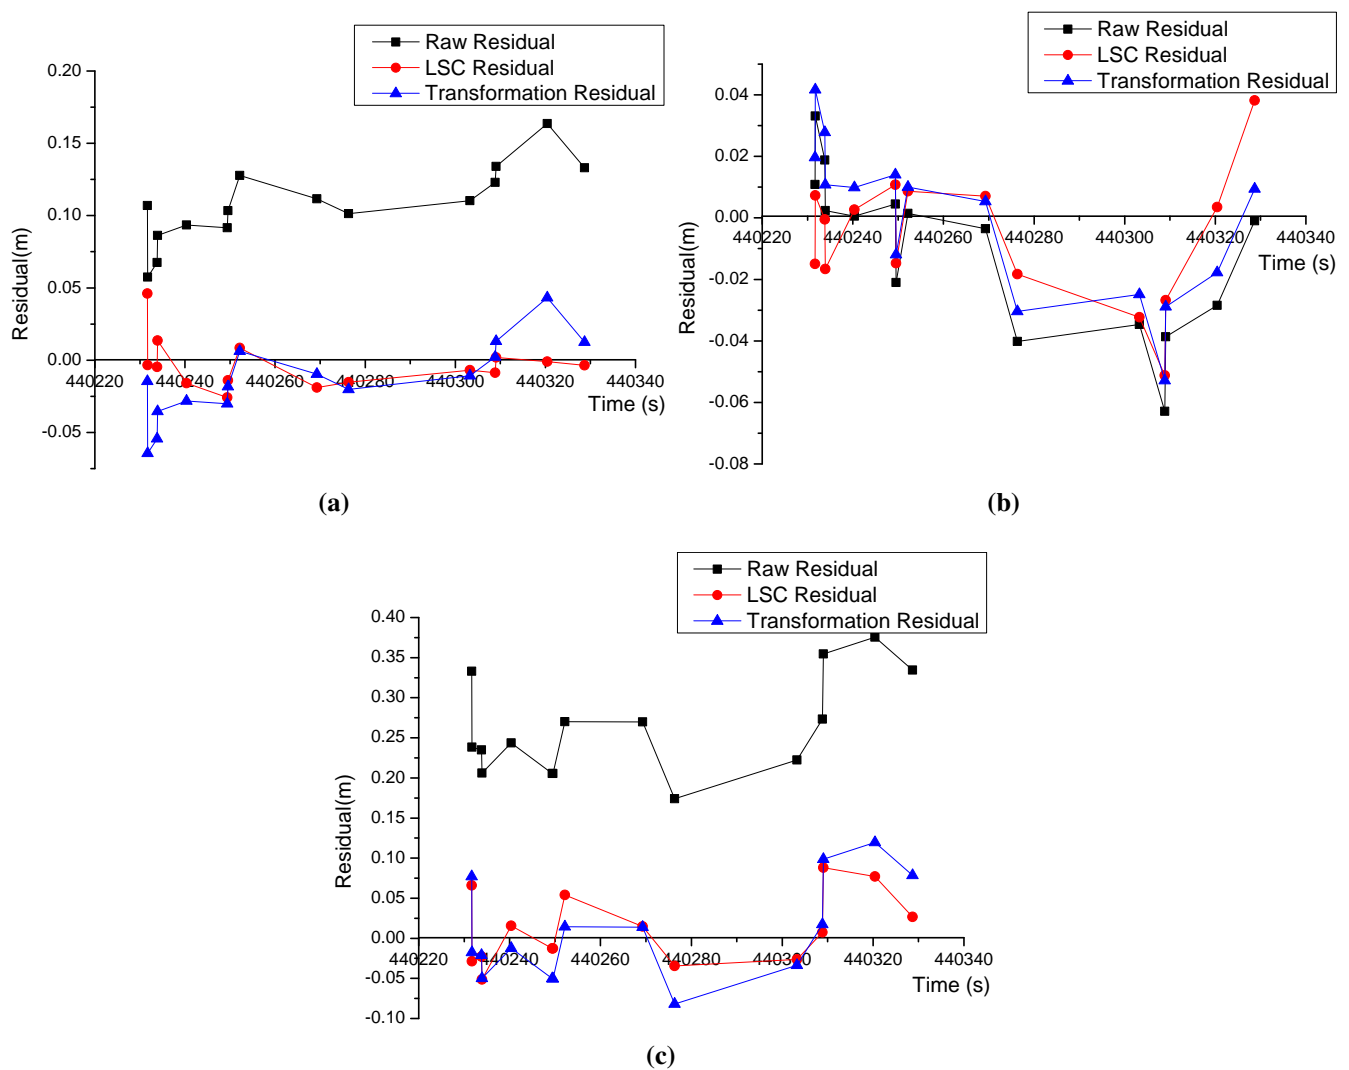 Raw Residual
LSC Residual
Transformation Residual
0.20
0.15
0.10
0.05
0.00
-0.05
Residual(m)
440220 440240 440260 440280 440300 440320 440340
Time (s)
(a)
Raw Residual
LSC Residual
Transformation Residual
0.04
0.02
0.00
-0.02
-0.04
-0.06
-0.08
Residual(m)
440220 440240 440260 440280 440300 440320 440340
Time (s)
(b)
Raw Residual
LSC Residual
Transformation Residual
0.40
0.35
0.30
0.25
0.20
0.15
0.10
0.05
0.00
-0.05
-0.10
Residual(m)
440220 440240 440260 440280 440300 440320 440340
Time (s)
(c)